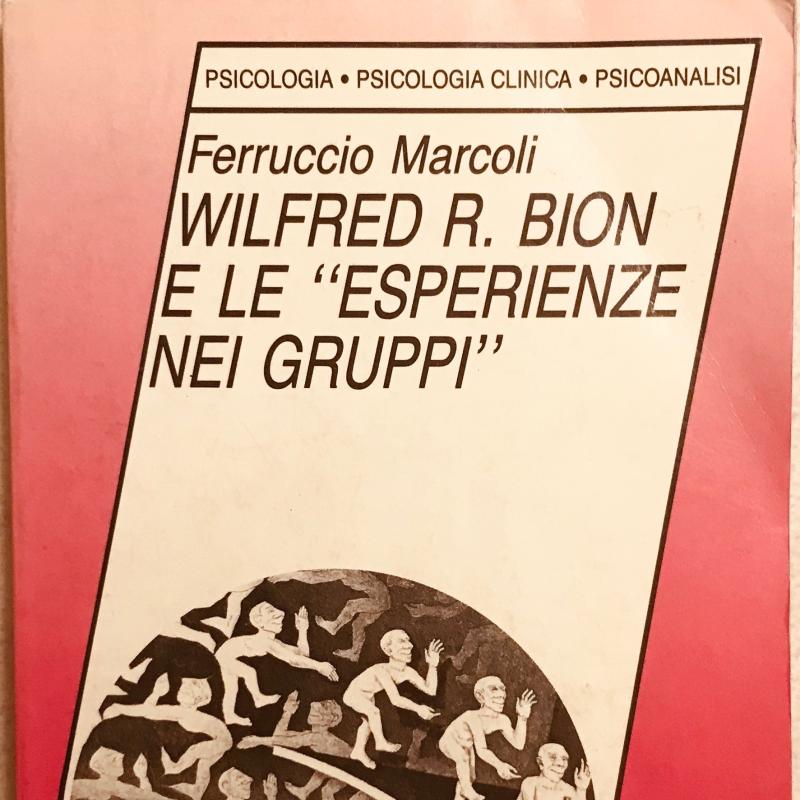 PSICOLOGIA • PSICOLOGIA CLINICA • PSICOANALISI
Ferruccio Marcoli
WILFRED R. BION
E LE “ESPERIENZE
NEI GRUPPI”